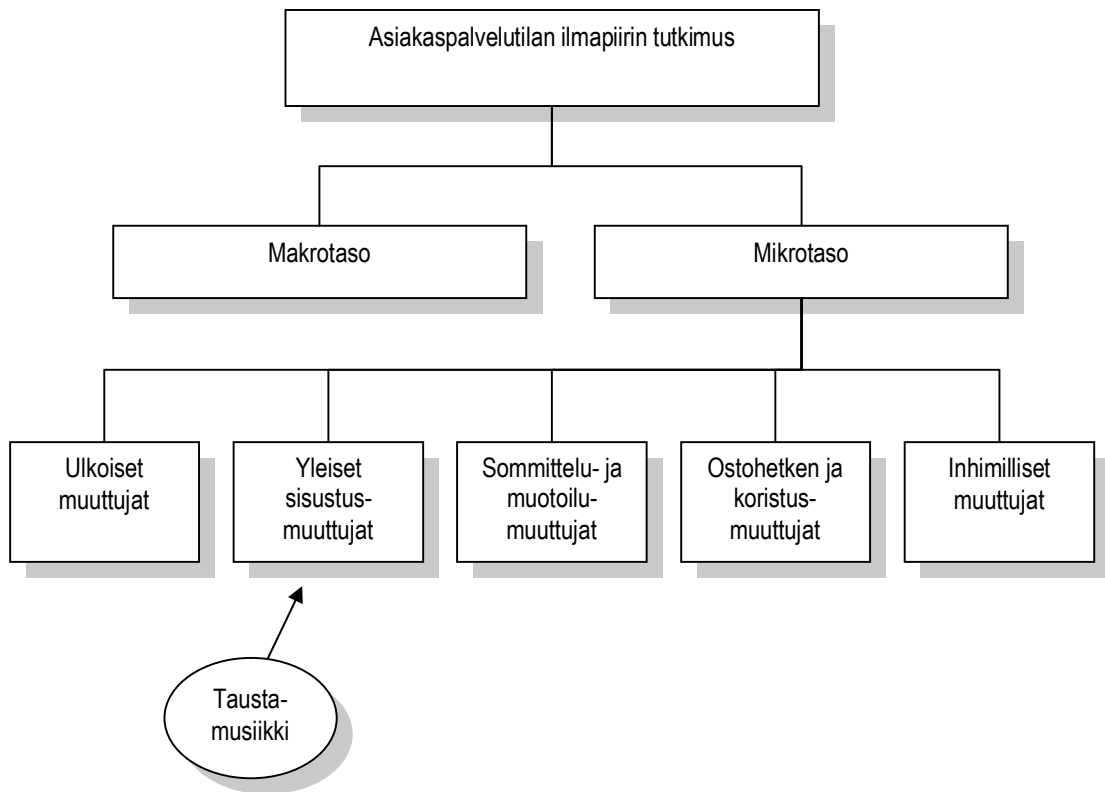 Asiakaspalvelutilan ilmapiirin tutkimus
Makrotaso
Mikrotaso
Ulkoiset
muuttujat
Yleiset
sisustus-
muuttujat
Sommittelu- ja
muotoilu-
muuttujat
Ostohetken ja
koristus-
muuttujat
Inhimilliset
muuttujat
Tausta-
musiikki